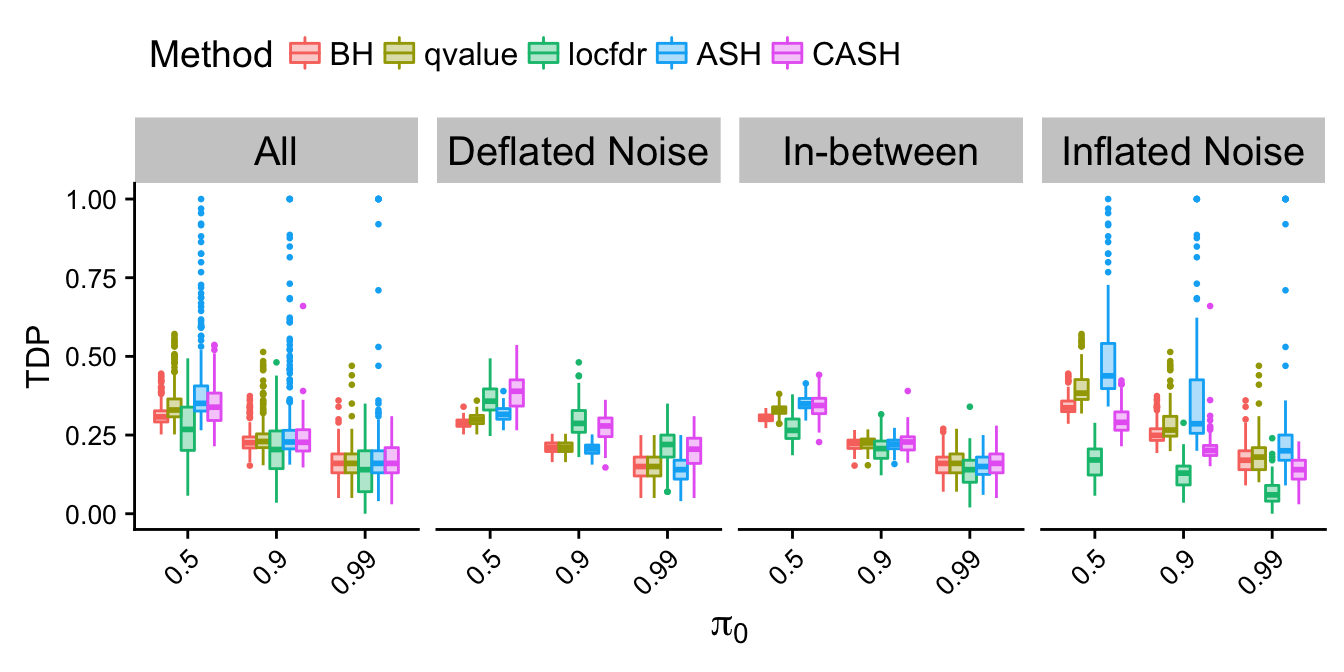 Method BH qvalue locfdr ASH CASH
All Deflated Noise In-between Inflated Noise
1.00
0.75
0.50
0.25
0.00
TDP
0.5 0.9 0.99 0.5 0.9 0.99 0.5 0.9 0.99 0.5 0.9 0.99
π₀